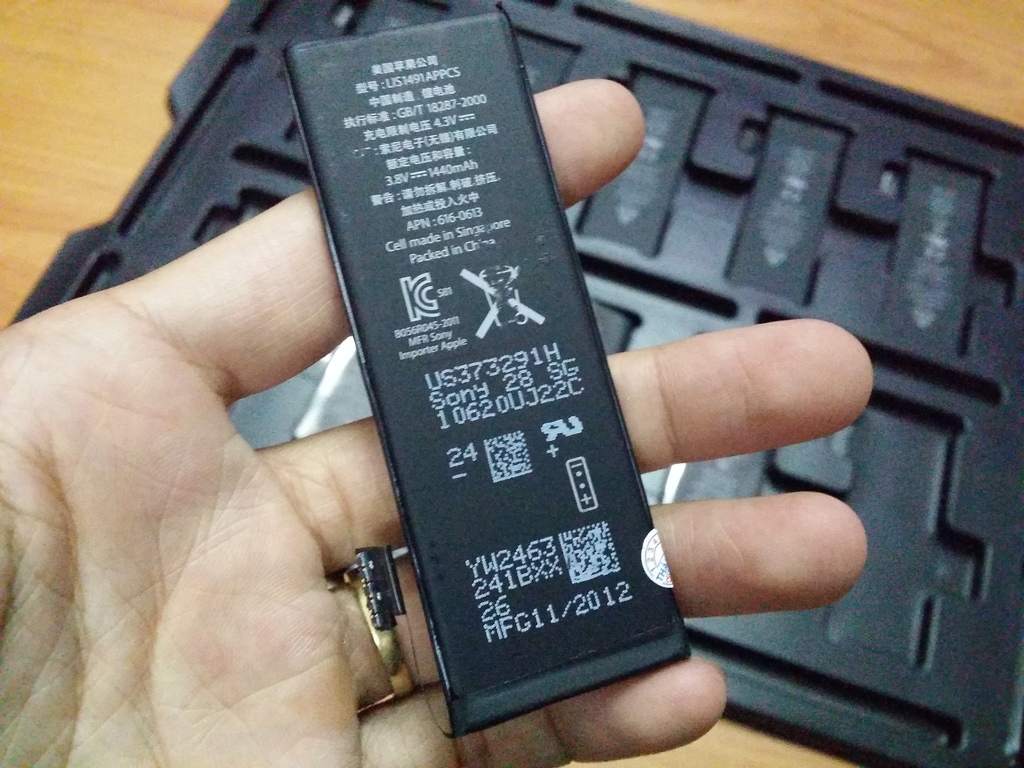 美国苹果公司
型号 : LIS1491APPCS
中国制造 锂电池
执行标准 : GB/T 18287-2000
充电限制电压 4.3V
: 索尼电子(无锡)有限公司
额定电压和容量 :
3.8V 1440mAh
警告 : 请勿拆解. 制破. 挤压.
加热或投入火中
APN : 616-0613
Cell made in Singapore
Packed in China
S81
B056R045-2011
MFR Sony
Importer Apple
US373291H
Sony 28 SG
10620UJ22C
24
+
−
+
YW2463
241BXX
26
MFG11/2012